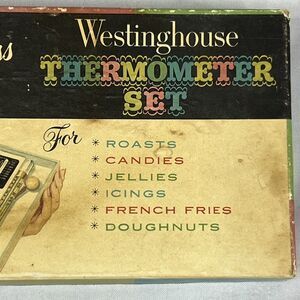 Westinghouse
THERMOMETER
SET
For
* ROASTS
* CANDIES
* JELLIES
* ICINGS
* FRENCH FRIES
* DOUGHNUTS